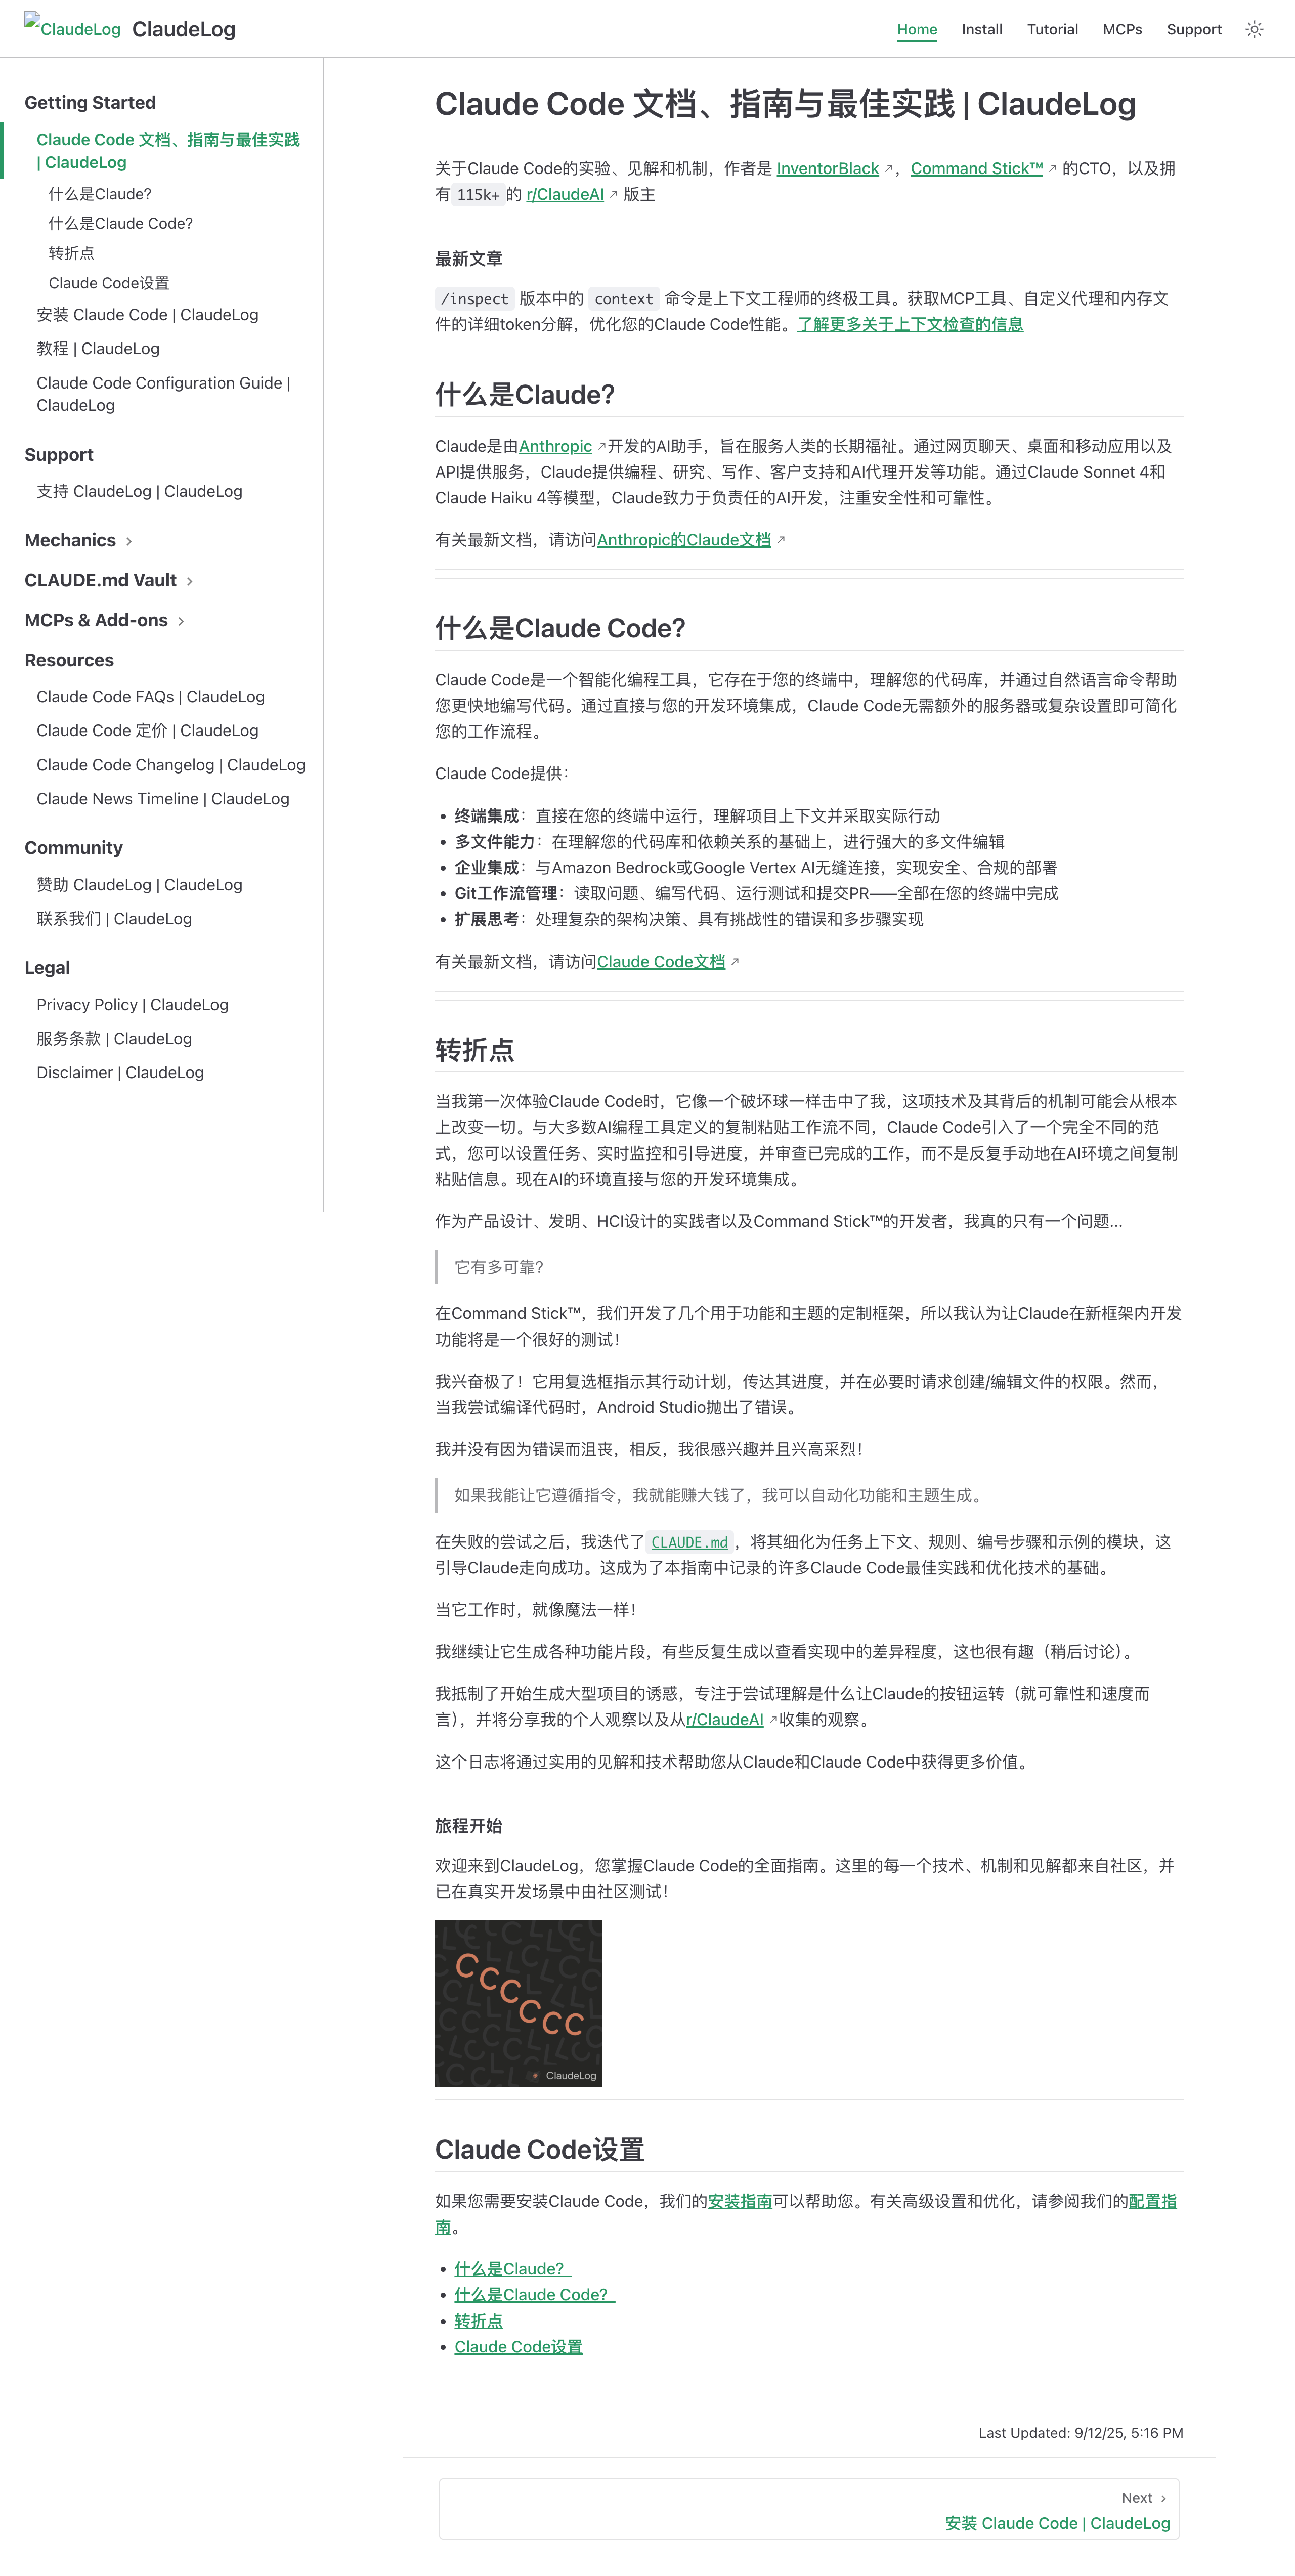 ClaudeLog ClaudeLog
Home Install Tutorial MCPs Support
Getting Started
Claude Code 文档、指南与最佳实践
| ClaudeLog
什么是Claude?
什么是Claude Code?
转折点
Claude Code设置
安装 Claude Code | ClaudeLog
教程 | ClaudeLog
Claude Code Configuration Guide |
ClaudeLog
Support
支持 ClaudeLog | ClaudeLog
Mechanics
CLAUDE.md Vault
MCPs & Add-ons
Resources
Claude Code FAQs | ClaudeLog
Claude Code 定价 | ClaudeLog
Claude Code Changelog | ClaudeLog
Claude News Timeline | ClaudeLog
Community
赞助 ClaudeLog | ClaudeLog
联系我们 | ClaudeLog
Legal
Privacy Policy | ClaudeLog
服务条款 | ClaudeLog
Disclaimer | ClaudeLog
Claude Code 文档、指南与最佳实践 | ClaudeLog
关于Claude Code的实验、见解和机制，作者是 InventorBlack ↗，Command Stick™ ↗ 的CTO，以及拥
有 115k+ 的 r/ClaudeAI ↗ 版主
最新文章
/inspect 版本中的 context 命令是上下文工程师的终极工具。获取MCP工具、自定义代理和内存文
件的详细token分解，优化您的Claude Code性能。了解更多关于上下文检查的信息
什么是Claude?
Claude是由Anthropic ↗开发的AI助手，旨在服务人类的长期福祉。通过网页聊天、桌面和移动应用以及
API提供服务，Claude提供编程、研究、写作、客户支持和AI代理开发等功能。通过Claude Sonnet 4和
Claude Haiku 4等模型，Claude致力于负责任的AI开发，注重安全性和可靠性。
有关最新文档，请访问Anthropic的Claude文档 ↗
什么是Claude Code?
Claude Code是一个智能化编程工具，它存在于您的终端中，理解您的代码库，并通过自然语言命令帮助
您更快地编写代码。通过直接与您的开发环境集成，Claude Code无需额外的服务器或复杂设置即可简化
您的工作流程。
Claude Code提供：
• 终端集成：直接在您的终端中运行，理解项目上下文并采取实际行动
• 多文件能力：在理解您的代码库和依赖关系的基础上，进行强大的多文件编辑
• 企业集成：与Amazon Bedrock或Google Vertex AI无缝连接，实现安全、合规的部署
• Git工作流管理：读取问题、编写代码、运行测试和提交PR——全部在您的终端中完成
• 扩展思考：处理复杂的架构决策、具有挑战性的错误和多步骤实现
有关最新文档，请访问Claude Code文档 ↗
转折点
当我第一次体验Claude Code时，它像一个破坏球一样击中了我，这项技术及其背后的机制可能会从根本
上改变一切。与大多数AI编程工具定义的复制粘贴工作流不同，Claude Code引入了一个完全不同的范
式，您可以设置任务、实时监控和引导进度，并审查已完成的工作，而不是反复手动地在AI环境之间复制
粘贴信息。现在AI的环境直接与您的开发环境集成。
作为产品设计、发明、HCI设计的实践者以及Command Stick™的开发者，我真的只有一个问题...
它有多可靠?
在Command Stick™，我们开发了几个用于功能和主题的定制框架，所以我认为让Claude在新框架内开发
功能将是一个很好的测试！
我兴奋极了！它用复选框指示其行动计划，传达其进度，并在必要时请求创建/编辑文件的权限。然而，
当我尝试编译代码时，Android Studio抛出了错误。
我并没有因为错误而沮丧，相反，我很感兴趣并且兴高采烈！
如果我能让它遵循指令，我就能赚大钱了，我可以自动化功能和主题生成。
在失败的尝试之后，我迭代了 CLAUDE.md ，将其细化为任务上下文、规则、编号步骤和示例的模块，这
引导Claude走向成功。这成为了本指南中记录的许多Claude Code最佳实践和优化技术的基础。
当它工作时，就像魔法一样！
我继续让它生成各种功能片段，有些反复生成以查看实现中的差异程度，这也很有趣（稍后讨论）。
我抵制了开始生成大型项目的诱惑，专注于尝试理解是什么让Claude的按钮运转（就可靠性和速度而
言），并将分享我的个人观察以及从r/ClaudeAI ↗收集的观察。
这个日志将通过实用的见解和技术帮助您从Claude和Claude Code中获得更多价值。
旅程开始
欢迎来到ClaudeLog，您掌握Claude Code的全面指南。这里的每一个技术、机制和见解都来自社区，并
已在真实开发场景中由社区测试！
C C C C C C
ClaudeLog
Claude Code设置
如果您需要安装Claude Code，我们的安装指南可以帮助您。有关高级设置和优化，请参阅我们的配置指
南。
• 什么是Claude?
• 什么是Claude Code?
• 转折点
• Claude Code设置
Last Updated: 9/12/25, 5:16 PM
Next
安装 Claude Code | ClaudeLog